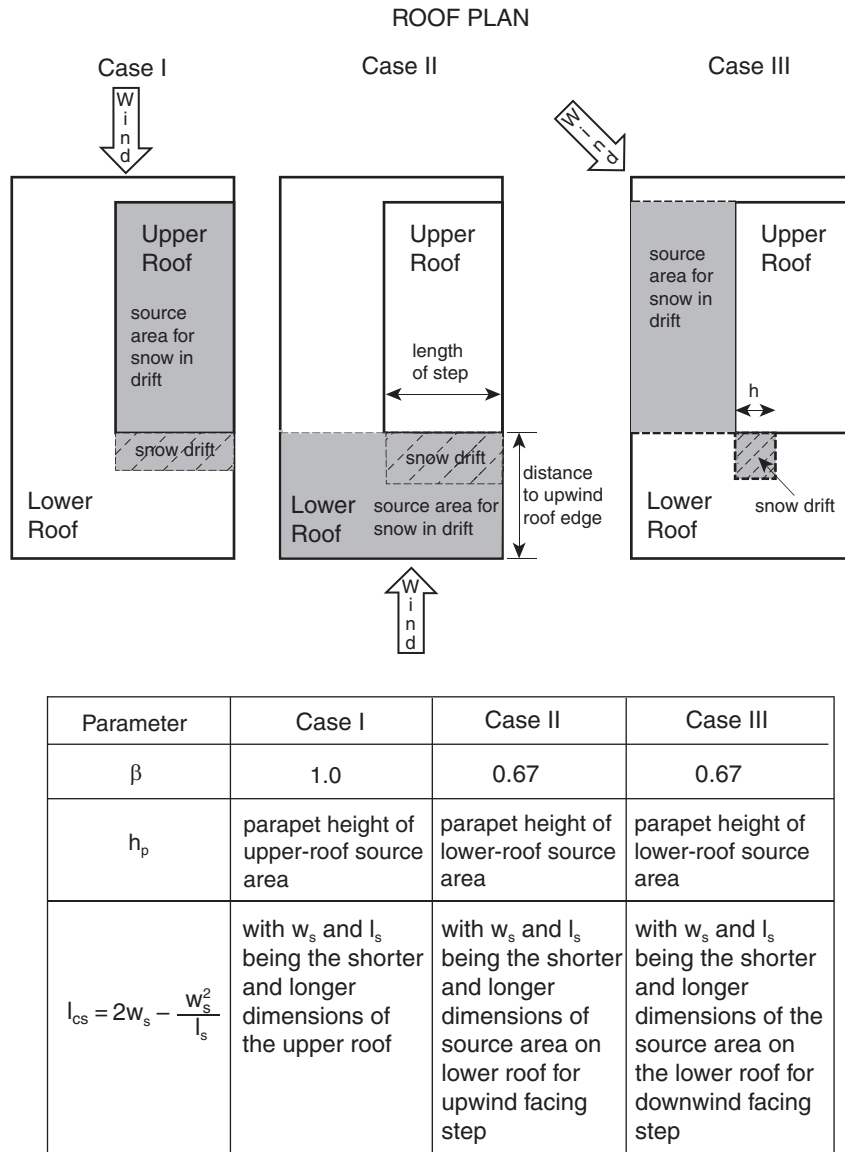 ROOF PLAN
Case I
Wind
Upper
Roof
source
area for
snow in
drift
snow drift
Lower
Roof
Case II
Upper
Roof
length
of step
snow drift
distance
to upwind
roof edge
Lower
Roof
source area for
snow in drift
Wind
Case III
Wind
source
area for
snow in
drift
Upper
Roof
h
Lower
Roof
snow drift
Parameter Case I Case II Case III
β 1.0 0.67 0.67
hₚ
parapet height of
upper-roof source
area
parapet height of
lower-roof source
area
parapet height of
lower-roof source
area
l_cs = 2w_s − w_s²/l_s
with w_s and l_s
being the shorter
and longer
dimensions of
the upper roof
with w_s and l_s
being the shorter
and longer
dimensions of
source area on
lower roof for
upwind facing
step
with w_s and l_s
being the shorter
and longer
dimensions of the
source area on
the lower roof for
downwind facing
step